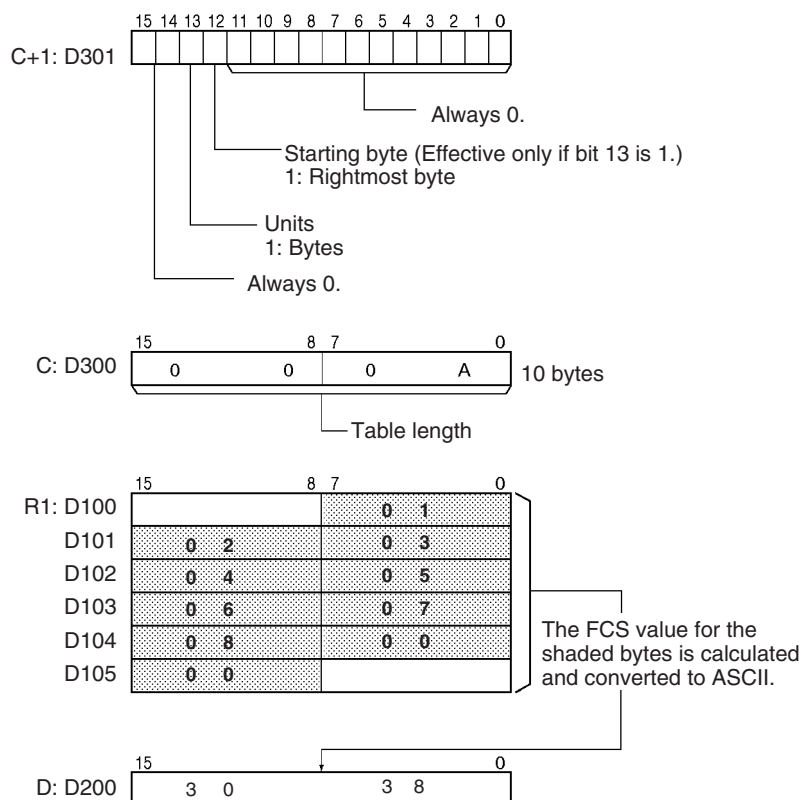 15 14 13 12 11 10 9 8 7 6 5 4 3 2 1 0
C+1: D301
Always 0.
Starting byte (Effective only if bit 13 is 1.)
1: Rightmost byte
Units
1: Bytes
Always 0.
15 8 7 0
C: D300 0 0 0 A 10 bytes
Table length
15 8 7 0
R1: D100 0 1
D101 0 2 0 3
D102 0 4 0 5
D103 0 6 0 7
D104 0 8 0 0
D105 0 0
The FCS value for the
shaded bytes is calculated
and converted to ASCII.
15 0
D: D200 3 0 3 8